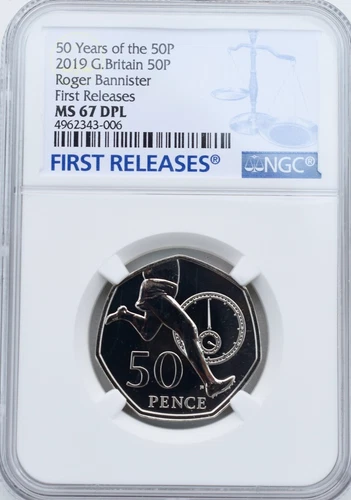 50 Years of the 50P
2019 G.Britain 50P
Roger Bannister
First Releases
MS 67 DPL
4962343-006
FIRST RELEASES®
NGC®
50
PENCE